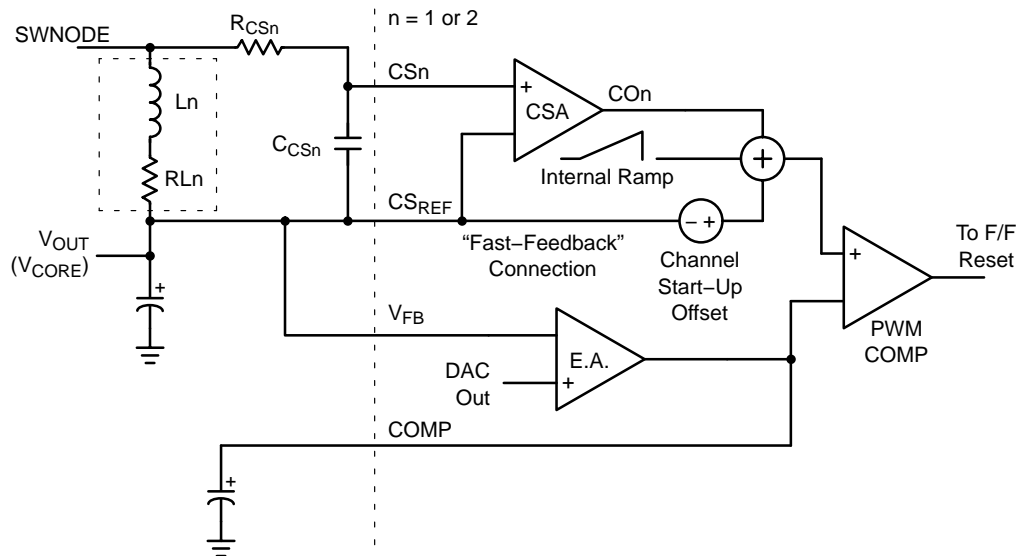 n = 1 or 2
SWNODE
RCSn
CSn
+
CSA
COn
Ln
CCSn
+
RLn
Internal Ramp
CSREF
- +
VOUT
(VCORE)
“Fast−Feedback”
Connection
Channel
Start−Up
Offset
+
To F/F
Reset
+
VFB
PWM
COMP
E.A.
DAC
Out
+
COMP
+